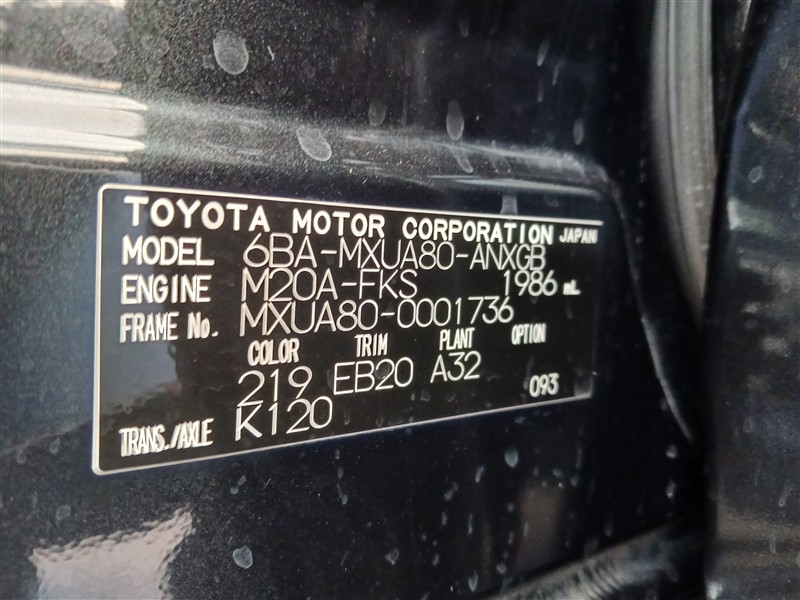 TOYOTA MOTOR CORPORATION JAPAN
MODEL 6BA-MXUA80-ANXGB
ENGINE M20A-FKS 1986 mL
FRAME No. MXUA80-0001736
COLOR TRIM PLANT OPTION
219 EB20 A32 093
TRANS./AXLE K120